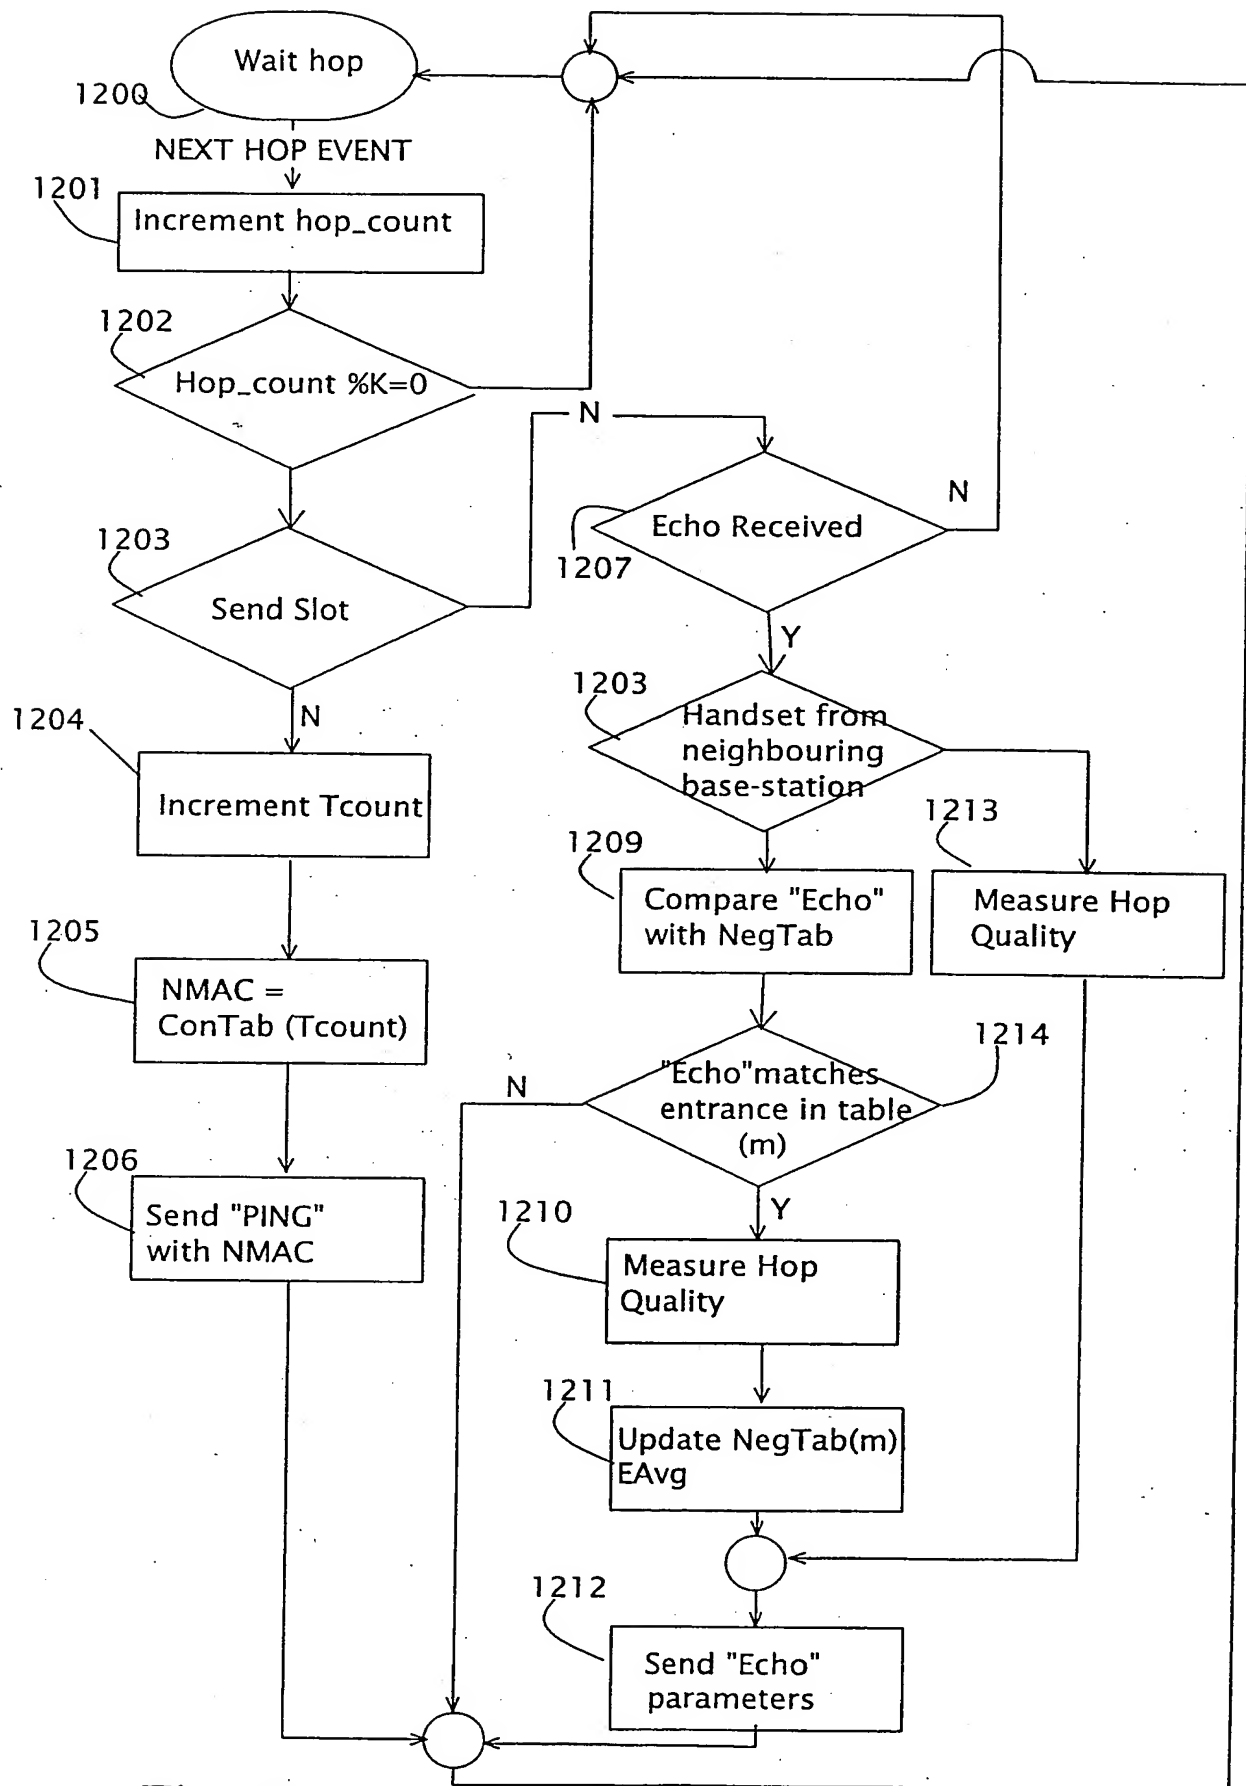 Wait hop
1200
NEXT HOP EVENT
1201
Increment hop_count
1202
Hop_count %K=0
N
1203
Send Slot
N
Echo Received
1207
N
Y
1203
Handset from
neighbouring
base-station
1204
Increment Tcount
1209
Compare "Echo"
with NegTab
1213
Measure Hop
Quality
1205
NMAC =
ConTab (Tcount)
1214
"Echo"matches
entrance in table
(m)
N
Y
1206
Send "PING"
with NMAC
1210
Measure Hop
Quality
1211
Update NegTab(m)
EAvg
1212
Send "Echo"
parameters